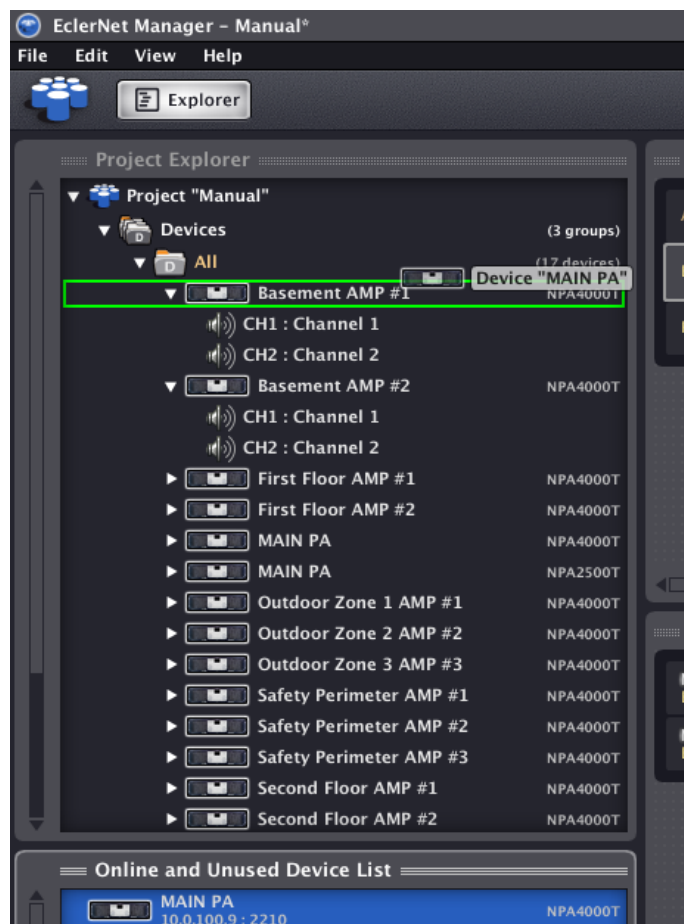 EclerNet Manager - Manual*
File Edit View Help
Explorer
Project Explorer
Project "Manual"
Devices (3 groups)
D
All (17 devices)
D
Device "MAIN PA"
Basement AMP #1 NPA4000T
CH1 : Channel 1
CH2 : Channel 2
Basement AMP #2 NPA4000T
CH1 : Channel 1
CH2 : Channel 2
First Floor AMP #1 NPA4000T
First Floor AMP #2 NPA4000T
MAIN PA NPA4000T
MAIN PA NPA2500T
Outdoor Zone 1 AMP #1 NPA4000T
Outdoor Zone 2 AMP #2 NPA4000T
Outdoor Zone 3 AMP #3 NPA4000T
Safety Perimeter AMP #1 NPA4000T
Safety Perimeter AMP #2 NPA4000T
Safety Perimeter AMP #3 NPA4000T
Second Floor AMP #1 NPA4000T
Second Floor AMP #2 NPA4000T
Online and Unused Device List
MAIN PA NPA4000T
10.0.100.9 : 2210